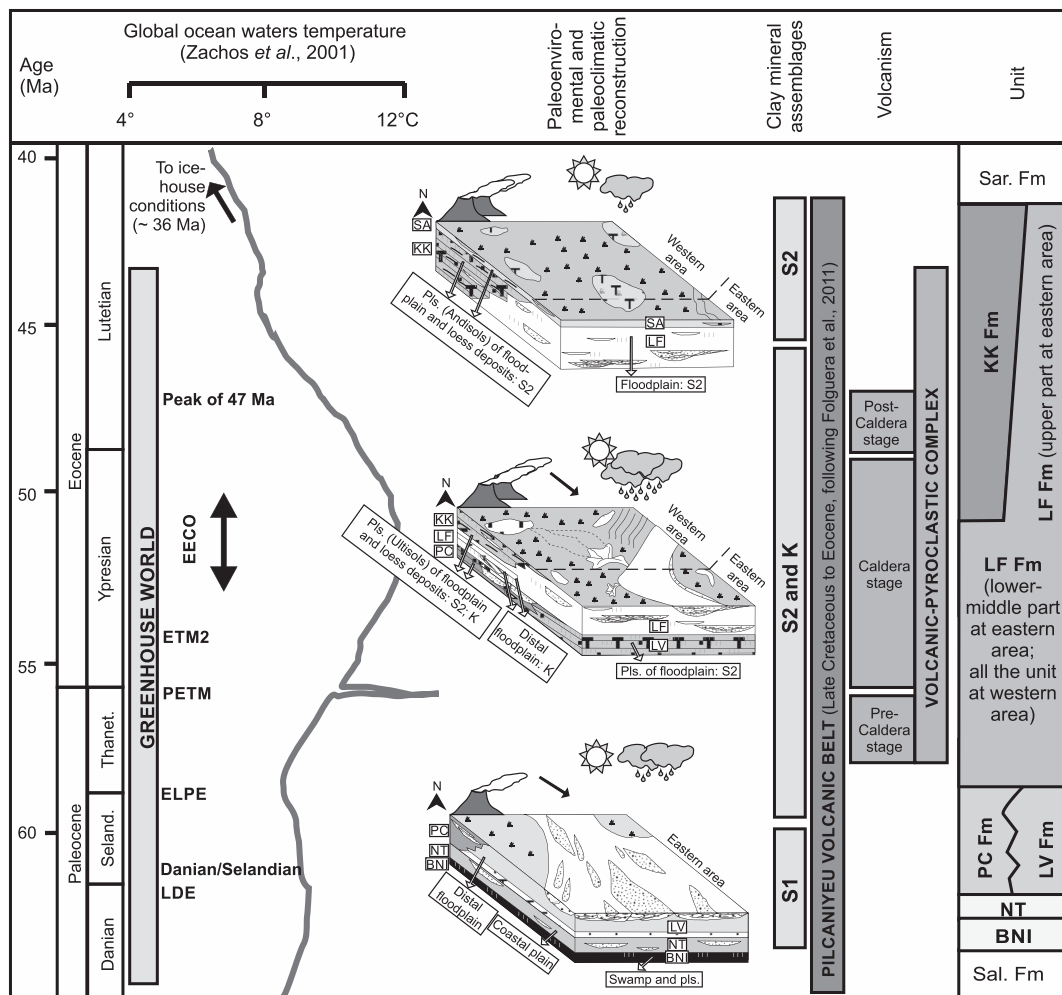 Global ocean waters temperature
(Zachos et al., 2001)
Age
(Ma)
4°
8°
12°C
Paleoenviro-
mental and
paleoclimatic
reconstruction
Clay mineral
assemblages
Volcanism
Unit
40
45
50
55
60
Eocene
Paleocene
Lutetian
Ypresian
Thanet.
Seland.
Danian
GREENHOUSE WORLD
To ice-
house
conditions
(~ 36 Ma)
Peak of 47 Ma
EECO
ETM2
PETM
ELPE
Danian/Selandian
LDE
N
SA
KK
Western
area
Eastern
area
SA
LF
Pls. (Andisols) of flood-
plain and loess deposits: S2
Floodplain: S2
N
KK
LF
PC
Western
area
Eastern
area
LF
LV
Pls. (Ultisols) of floodplain
and loess deposits: S2; K
Distal
floodplain: K
Pls. of floodplain: S2
N
PC
NT
BNI
Eastern area
LV
NT
BNI
Distal
floodplain
Coastal plain
Swamp and pls.
S2
S2 and K
S1
PILCANIYEU VOLCANIC BELT (Late Cretaceous to Eocene, following Folguera et al., 2011)
Post-
Caldera
stage
Caldera
stage
Pre-
Caldera
stage
VOLCANIC-PYROCLASTIC COMPLEX
Sar. Fm
KK Fm
LF Fm (upper part at eastern area)
LF Fm
(lower-
middle part
at eastern
area;
all the unit
at western
area)
PC Fm
LV Fm
NT
BNI
Sal. Fm